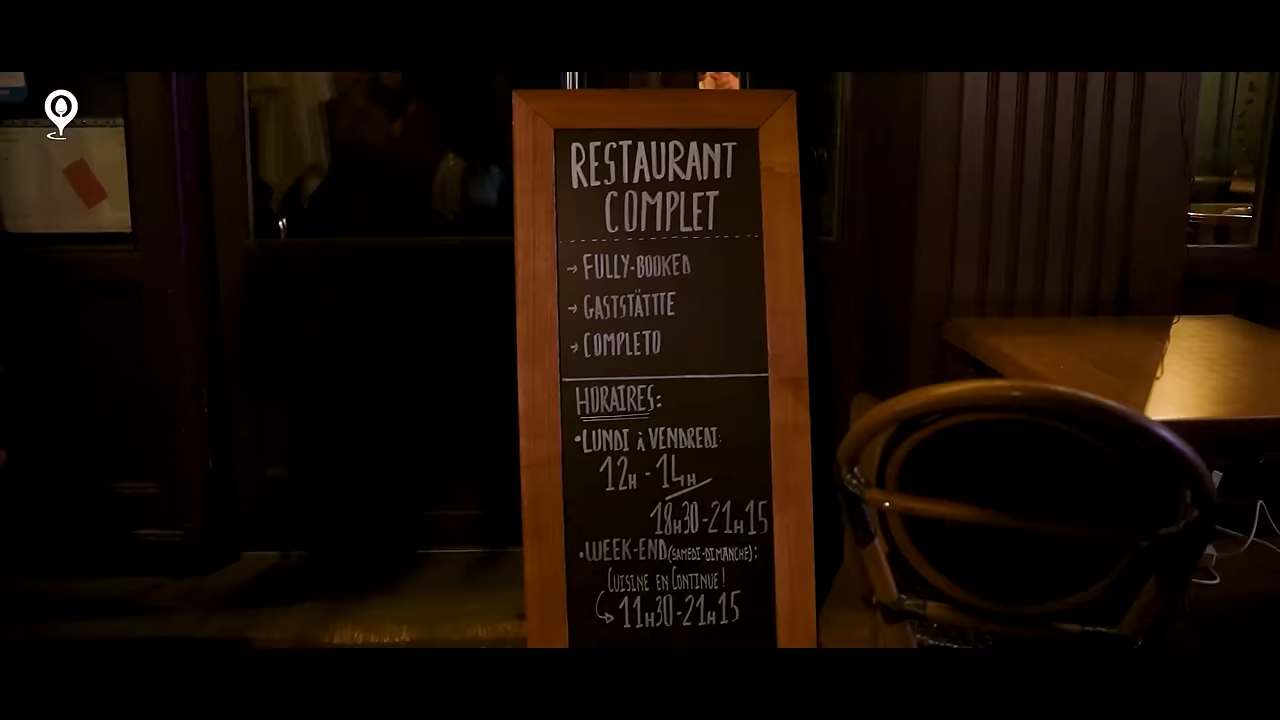 RESTAURANT
COMPLET
→ FULLY-BOOKED
→ GASTSTÄTTTE
→ COMPLETO
HORAIRES:
•LUNDI à VENDREDI:
12H - 14H
18H30-21H15
•WEEK-END (SAMEDI-DIMANCHE):
CUISINE EN CONTINUE!
↪ 11H30-21H15